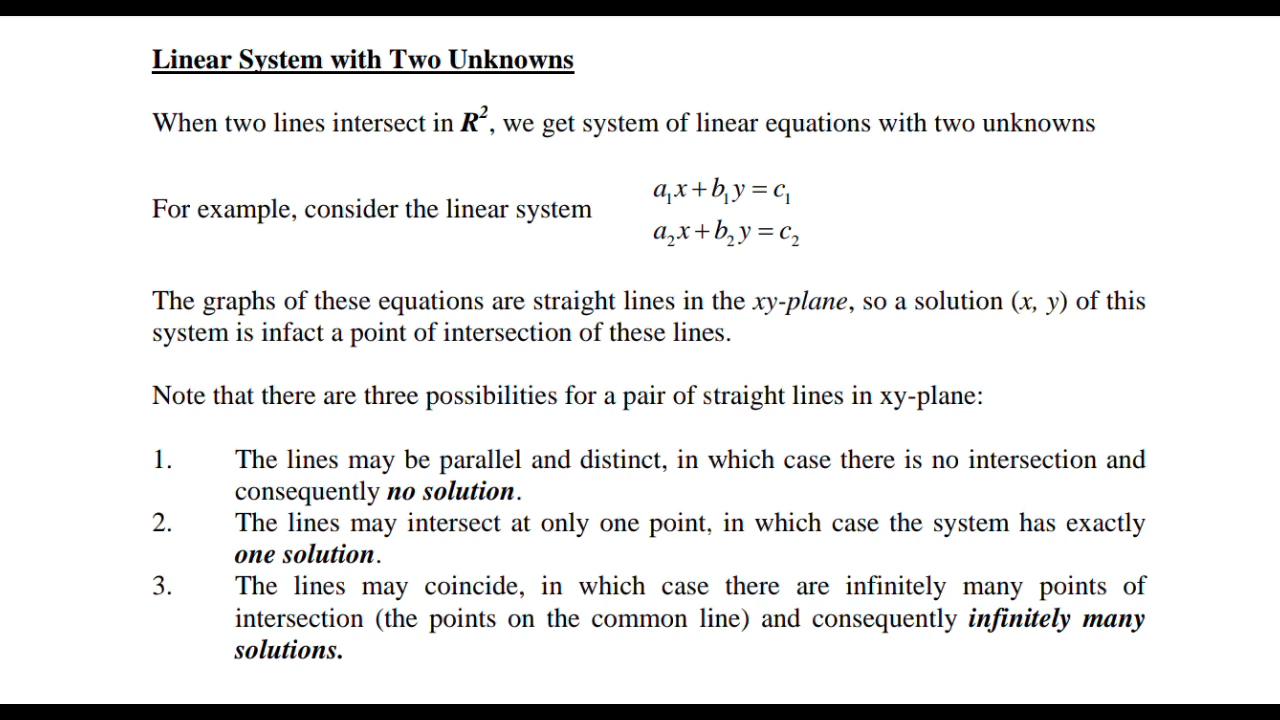 Linear System with Two Unknowns
When two lines intersect in R², we get system of linear equations with two unknowns
a₁x + b₁y = c₁
For example, consider the linear system
a₂x + b₂y = c₂
The graphs of these equations are straight lines in the xy-plane, so a solution (x, y) of this
system is infact a point of intersection of these lines.
Note that there are three possibilities for a pair of straight lines in xy-plane:
1. The lines may be parallel and distinct, in which case there is no intersection and
consequently no solution.
2. The lines may intersect at only one point, in which case the system has exactly
one solution.
3. The lines may coincide, in which case there are infinitely many points of
intersection (the points on the common line) and consequently infinitely many
solutions.